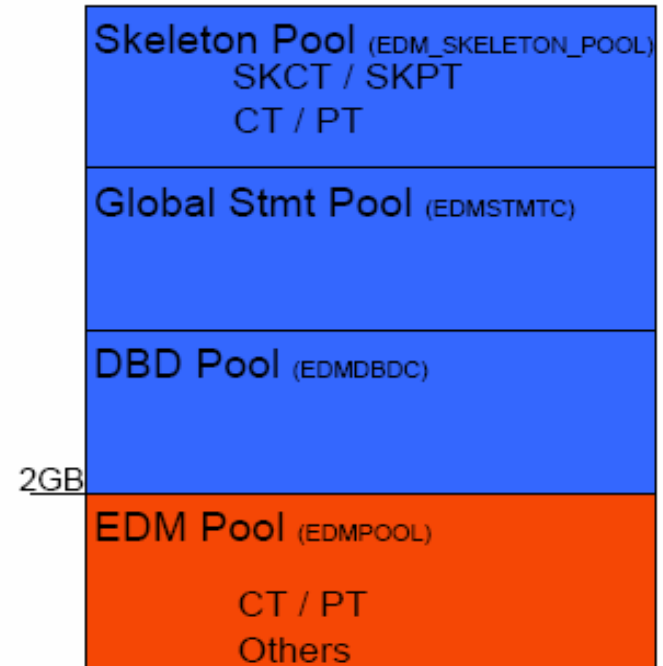 Skeleton Pool (EDM_SKELETON_POOL)
SKCT / SKPT
CT / PT
Global Stmt Pool (EDMSTMTC)
DBD Pool (EDMDBDC)
2GB
EDM Pool (EDMPOOL)
CT / PT
Others